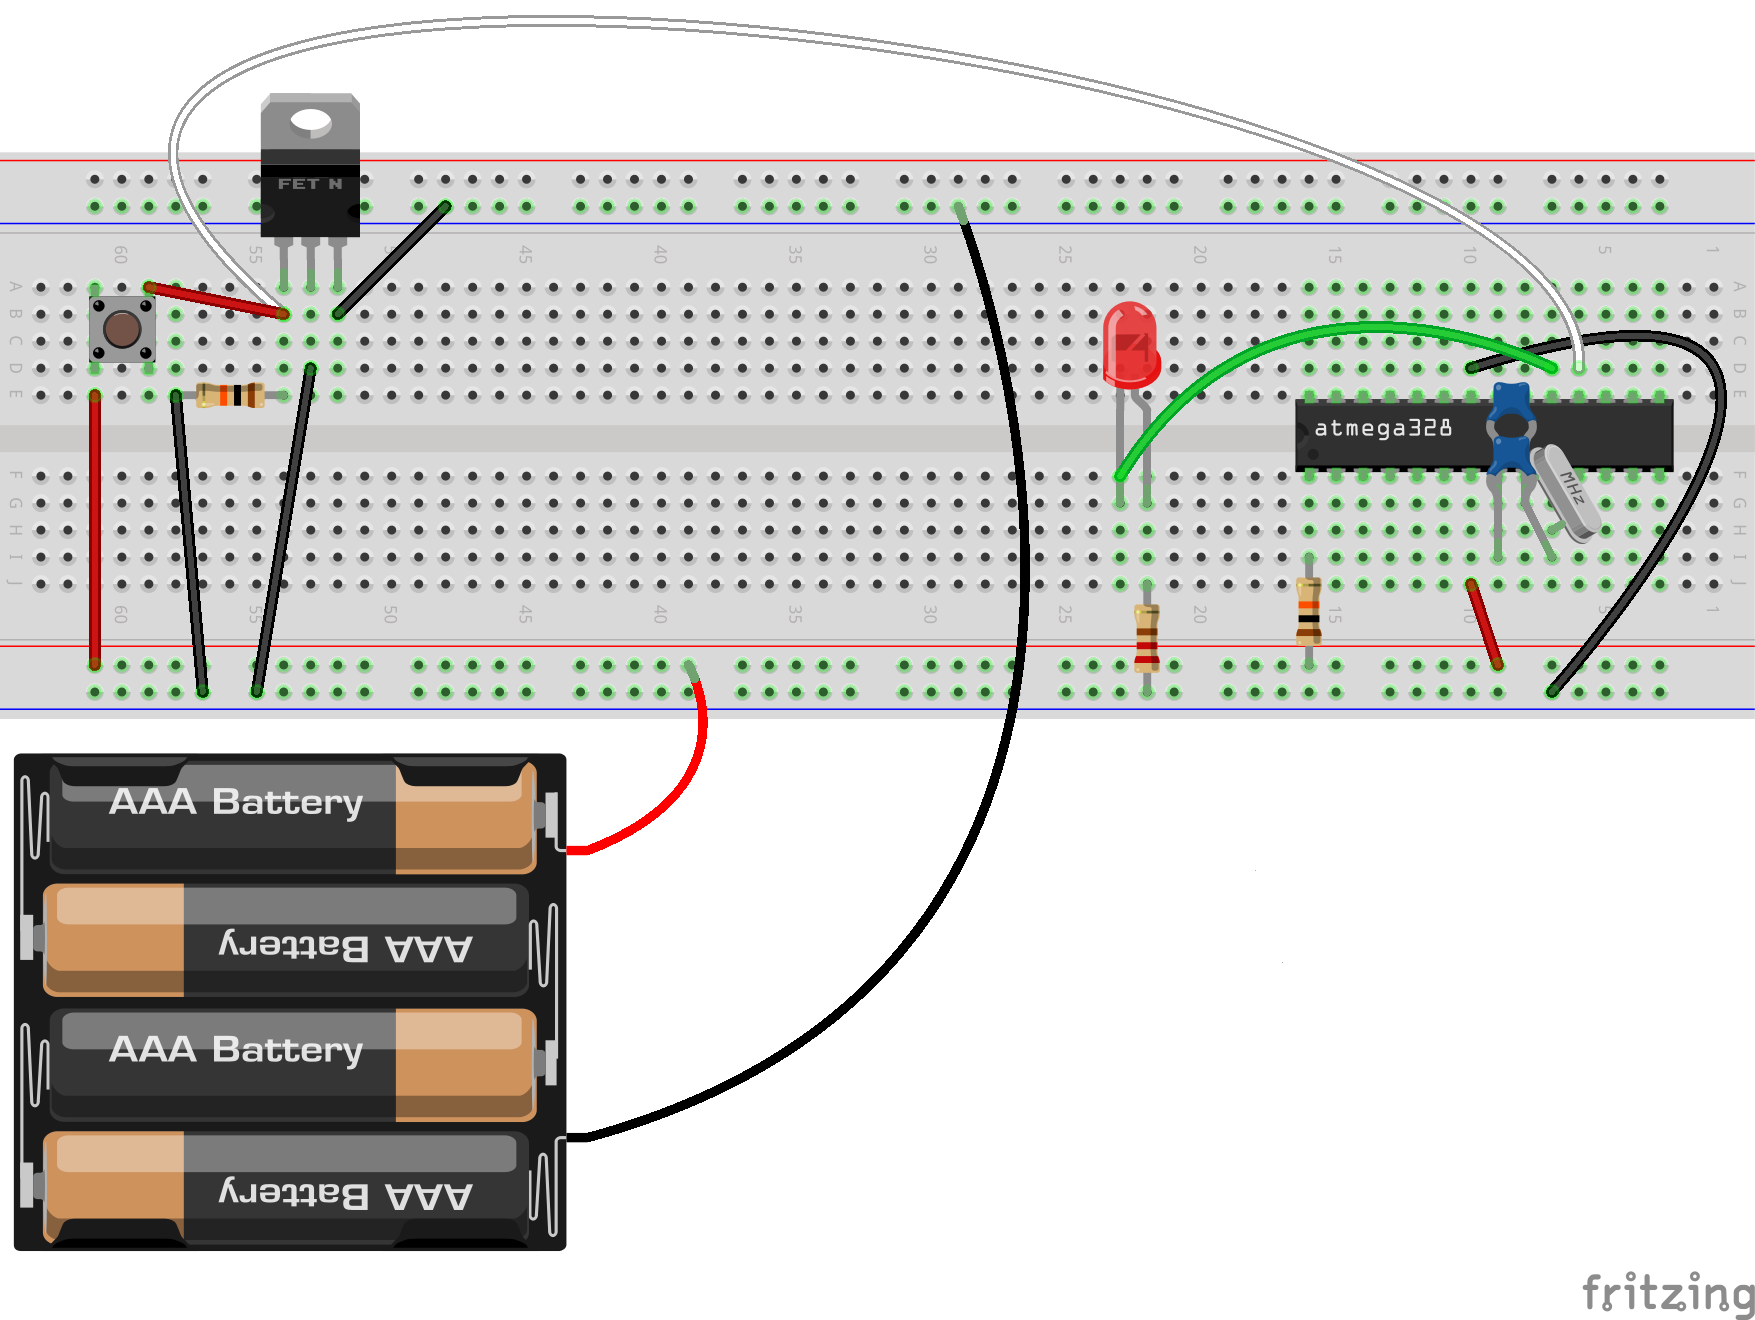 FET N
60 55 45 40 35 30 25 20 15 10 5 1
A A
B B
C C
D D
E E
atmega328
MHz
F F
G G
H H
I I
J J
60 55 50 45 40 35 30 25 20 15 10 5 1
AAA Battery
AAA Battery
AAA Battery
AAA Battery
fritzing